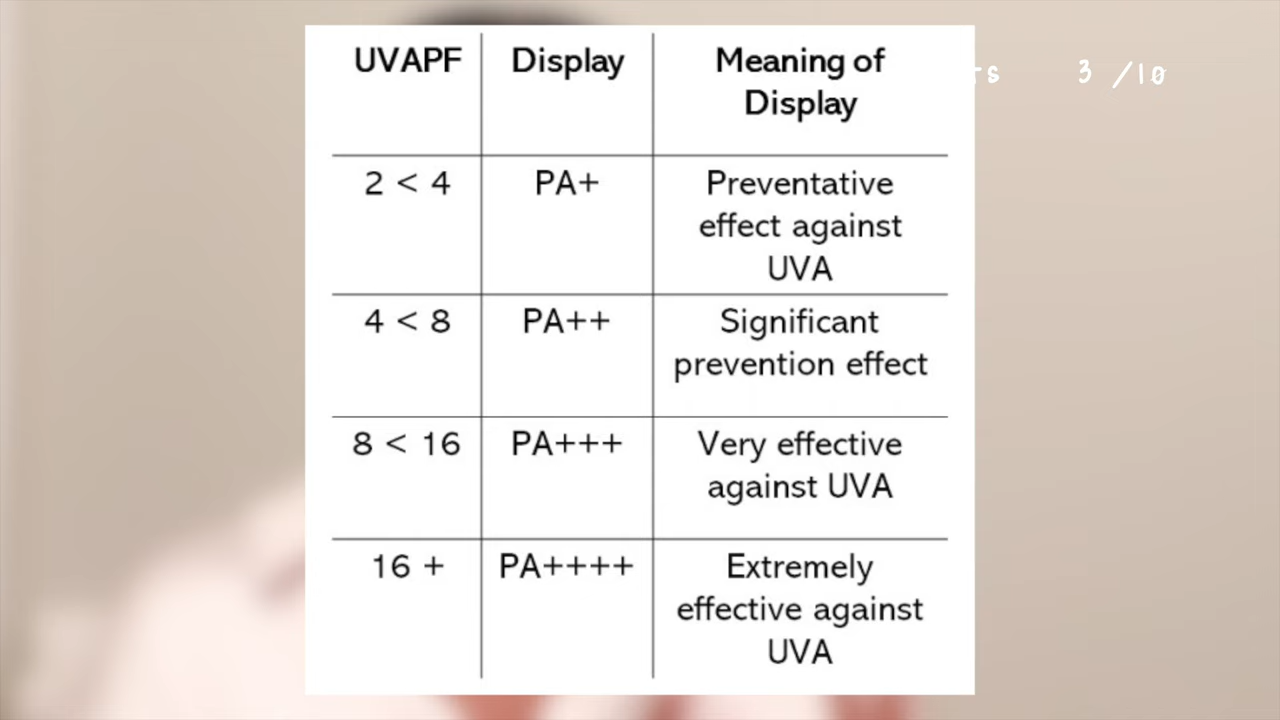 UVAPF Display Meaning of
Display
2 < 4 PA+ Preventative
effect against
UVA
4 < 8 PA++ Significant
prevention effect
8 < 16 PA+++ Very effective
against UVA
16 + PA++++ Extremely
effective against
UVA
3 /10